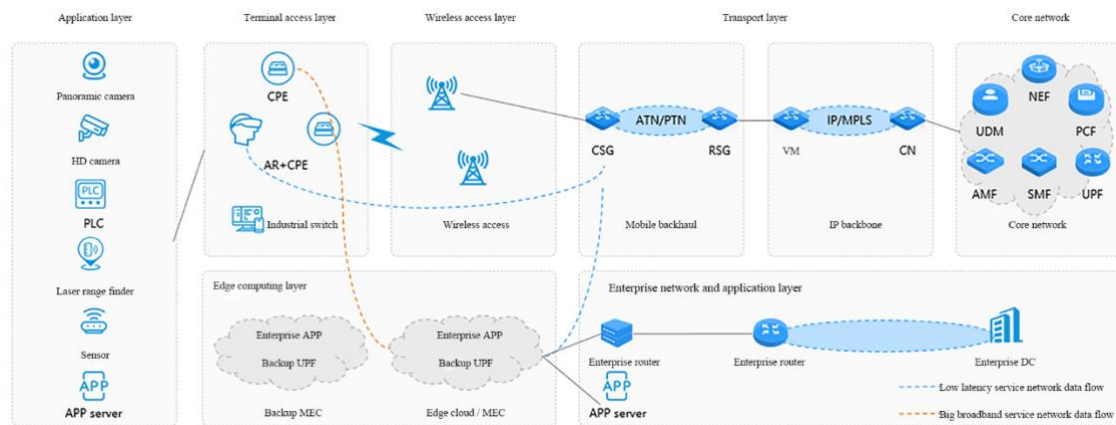 Application layer
Terminal access layer
Wireless access layer
Transport layer
Core network
Panoramic camera
HD camera
PLC
PLC
Laser range finder
Sensor
APP
APP server
CPE
AR+CPE
Industrial switch
Wireless access
CSG
ATN/PTN
RSG
Mobile backhaul
VM
IP/MPLS
CN
IP backbone
NEF
UDM
PCF
AMF
SMF
UPF
Core network
Edge computing layer
Enterprise APP
Backup UPF
Backup MEC
Enterprise APP
Backup UPF
Edge cloud / MEC
Enterprise network and application layer
Enterprise router
Enterprise router
Enterprise DC
APP
APP server
Low latency service network data flow
Big broadband service network data flow